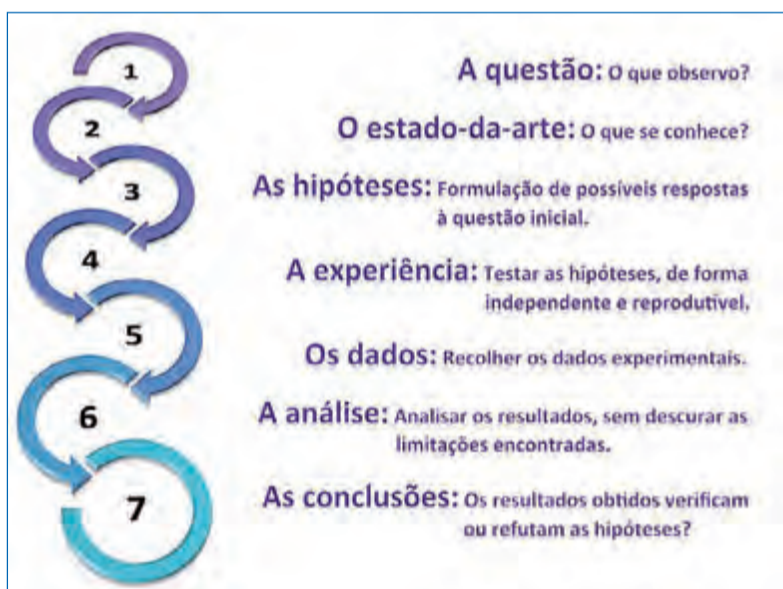 1
A questão: O que observo?
2
O estado-da-arte: O que se conhece?
3
As hipóteses: Formulação de possíveis respostas
à questão inicial.
4
A experiência: Testar as hipóteses, de forma
independente e reprodutível.
5
Os dados: Recolher os dados experimentais.
6
A análise: Analisar os resultados, sem descurar as
limitações encontradas.
7
As conclusões: Os resultados obtidos verificam
ou refutam as hipóteses?